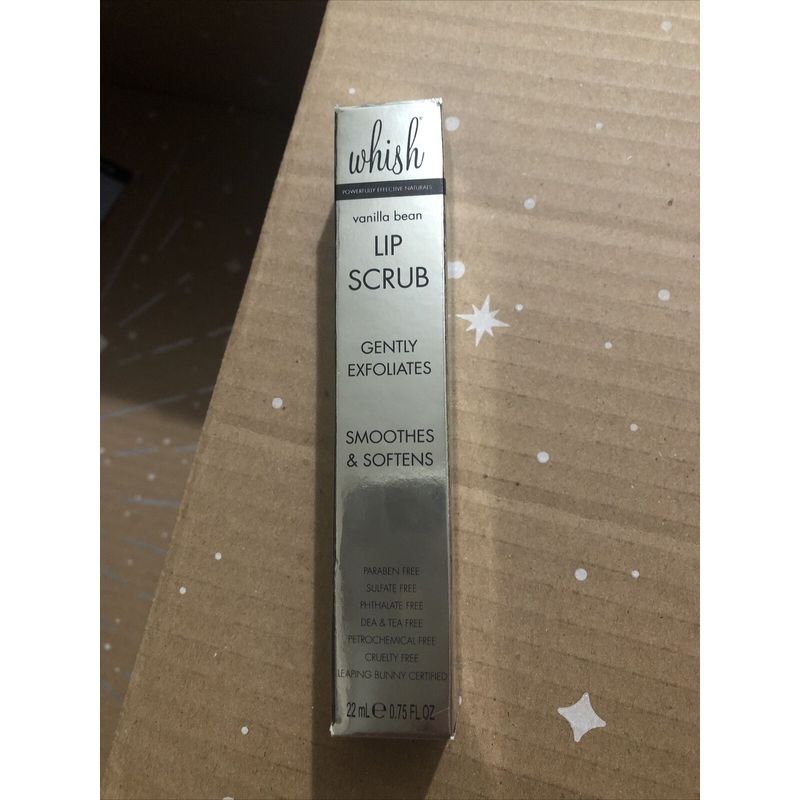 whish®
POWERFULLY EFFECTIVE NATURALS
vanilla bean
LIP
SCRUB
GENTLY
EXFOLIATES
SMOOTHES
& SOFTENS
PARABEN FREE
SULFATE FREE
PHTHALATE FREE
DEA & TEA FREE
PETROCHEMICAL FREE
CRUELTY FREE
LEAPING BUNNY CERTIFIED
22 mL ℮ 0.75 FL OZ